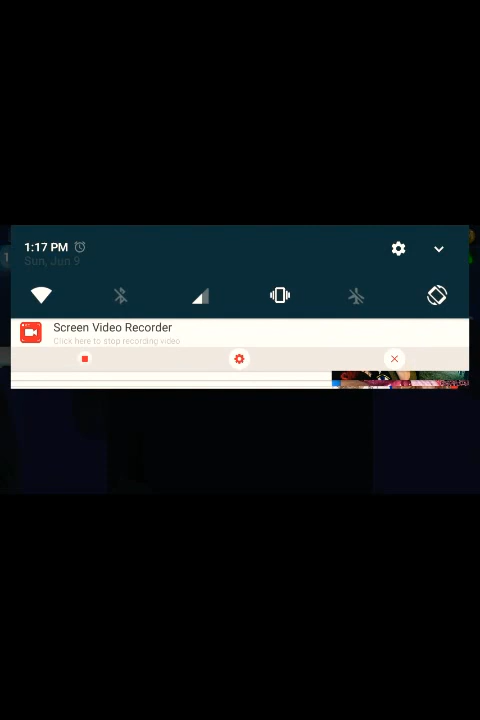 1:17 PM
Sun, Jun 9
Screen Video Recorder
Click here to stop recording video